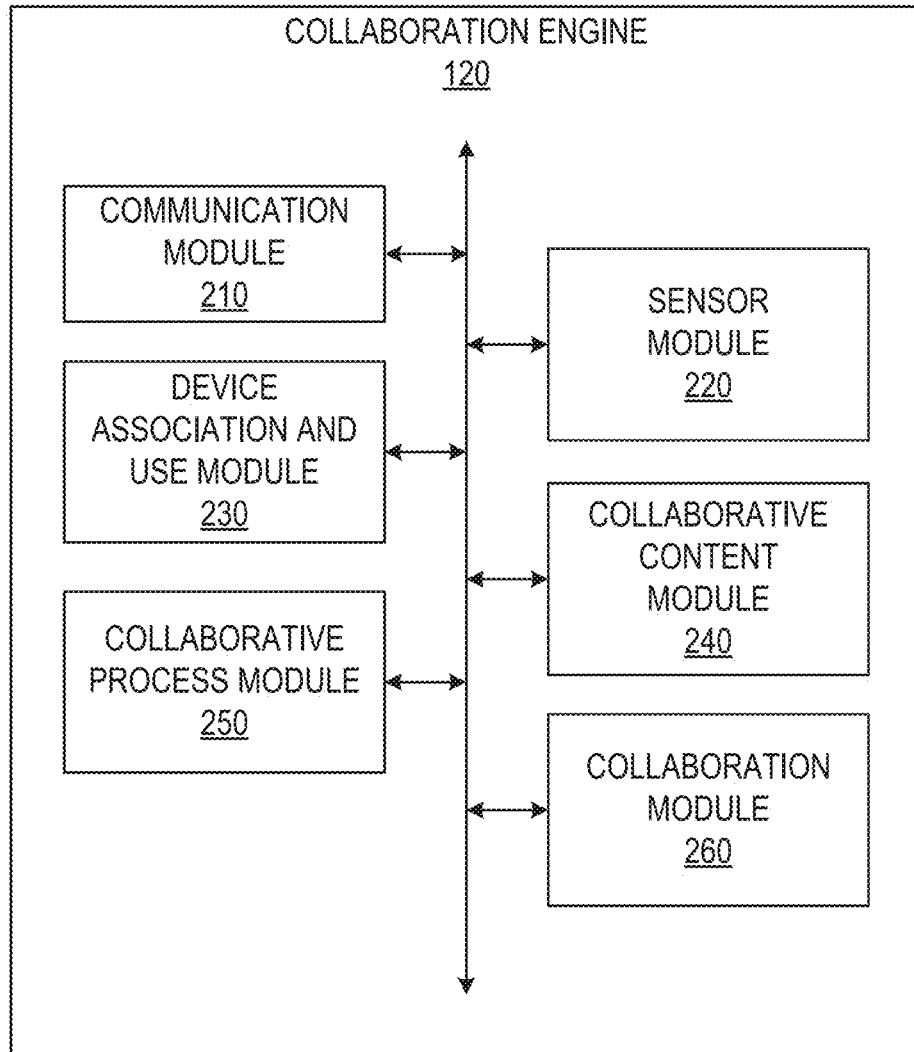 COLLABORATION ENGINE
120
COMMUNICATION
MODULE
210
SENSOR
MODULE
220
DEVICE
ASSOCIATION AND
USE MODULE
230
COLLABORATIVE
CONTENT
MODULE
240
COLLABORATIVE
PROCESS MODULE
250
COLLABORATION
MODULE
260